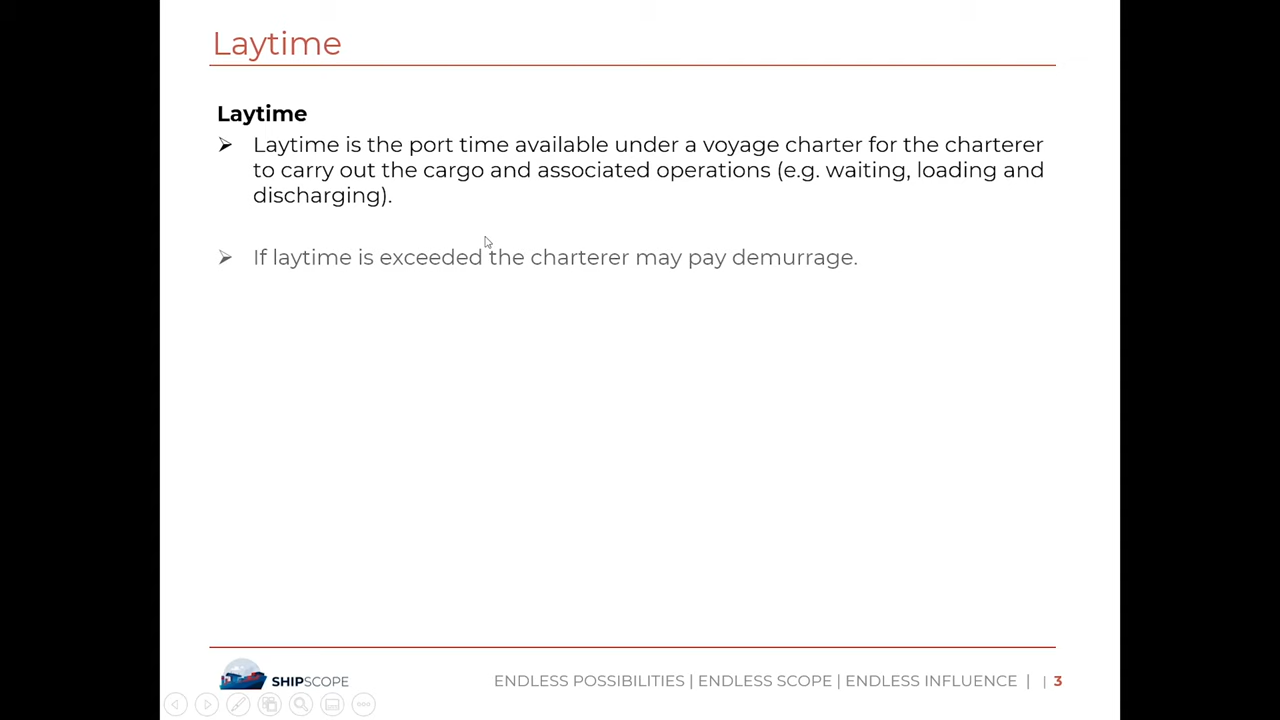 Laytime
Laytime
Laytime is the port time available under a voyage charter for the charterer
to carry out the cargo and associated operations (e.g. waiting, loading and
discharging).
If laytime is exceeded the charterer may pay demurrage.
SHIPSCOPE
ENDLESS POSSIBILITIES | ENDLESS SCOPE | ENDLESS INFLUENCE | | 3